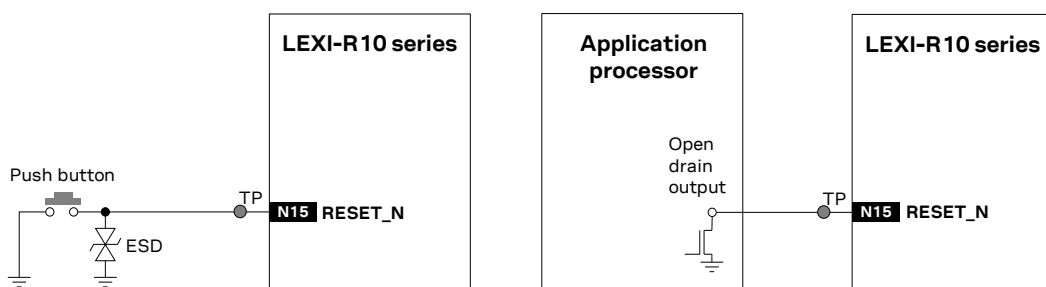 LEXI-R10 series
Push button
TP
N15 RESET_N
ESD
Application
processor
Open
drain
output
LEXI-R10 series
TP
N15 RESET_N